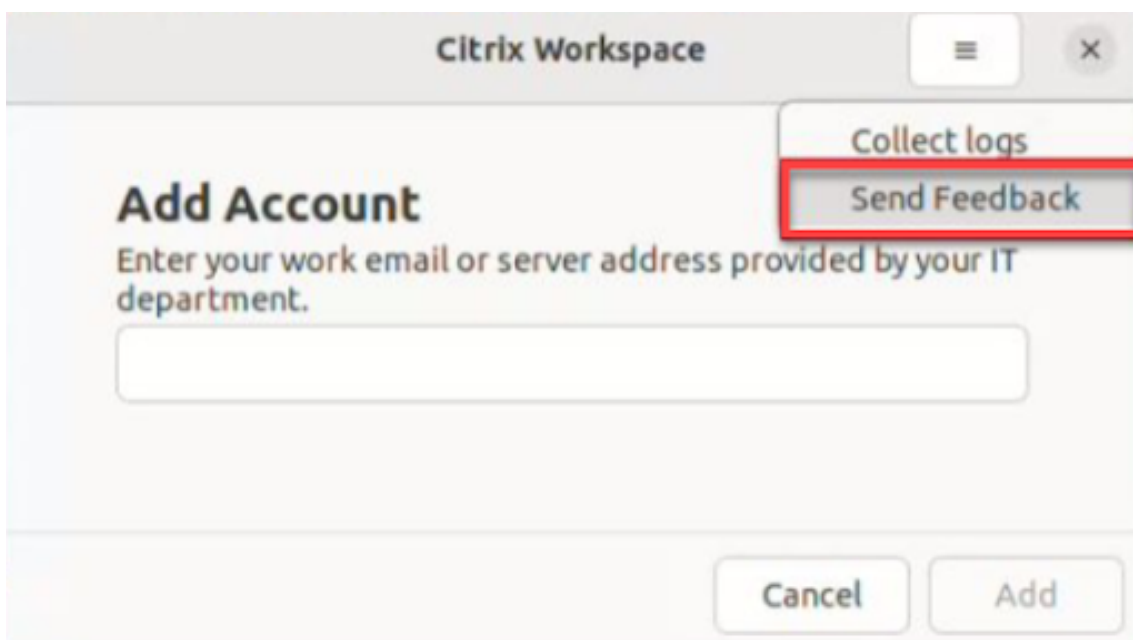 Citrix Workspace
Collect logs
Send Feedback
Add Account
Enter your work email or server address provided by your IT
department.
Cancel
Add